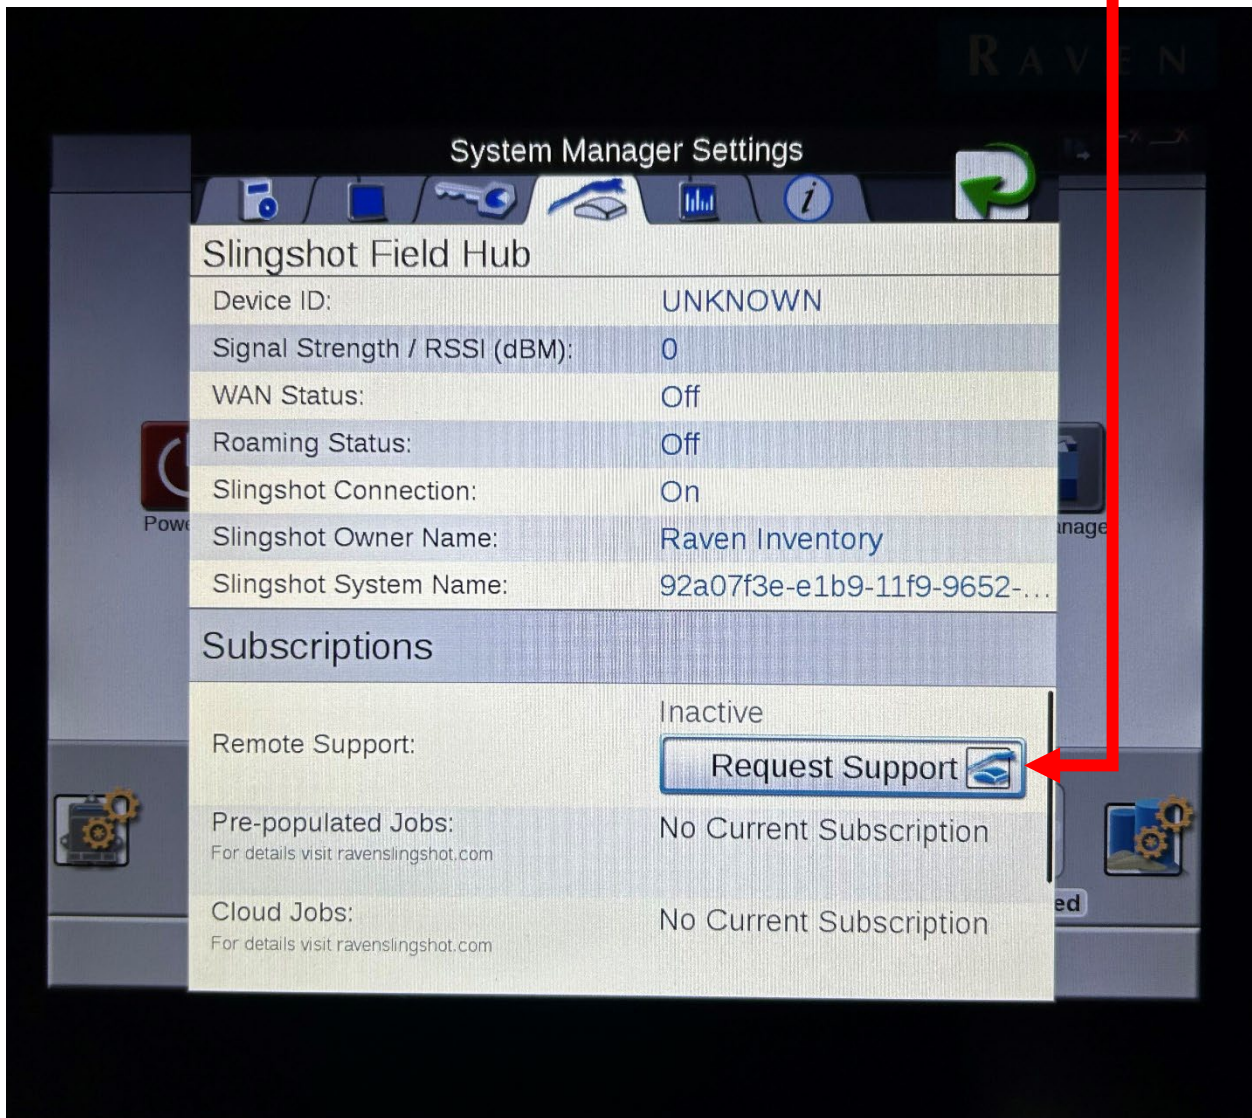 RAVEN
System Manager Settings
Slingshot Field Hub
Device ID: UNKNOWN
Signal Strength / RSSI (dBM): 0
WAN Status: Off
Roaming Status: Off
Slingshot Connection: On
Slingshot Owner Name: Raven Inventory
Slingshot System Name: 92a07f3e-e1b9-11f9-9652-...
Subscriptions
Inactive
Remote Support:
Request Support
Pre-populated Jobs: No Current Subscription
For details visit ravenslingshot.com
Cloud Jobs: No Current Subscription
For details visit ravenslingshot.com
Powe
anage
ed